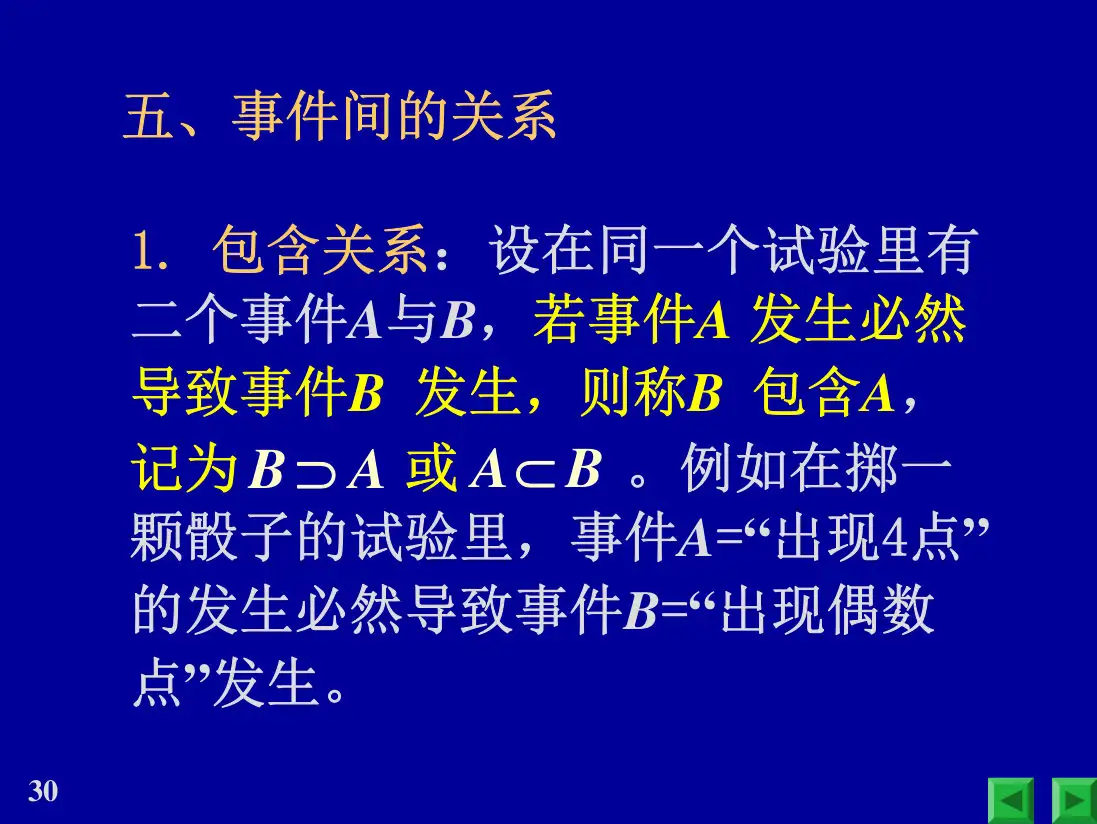 五、事件间的关系
1. 包含关系：设在同一个试验里有
二个事件A与B，若事件A 发生必然
导致事件B 发生，则称B 包含A，
记为 B⊃A 或 A⊂B 。例如在掷一
颗骰子的试验里，事件A=“出现4点”
的发生必然导致事件B=“出现偶数
点”发生。
30